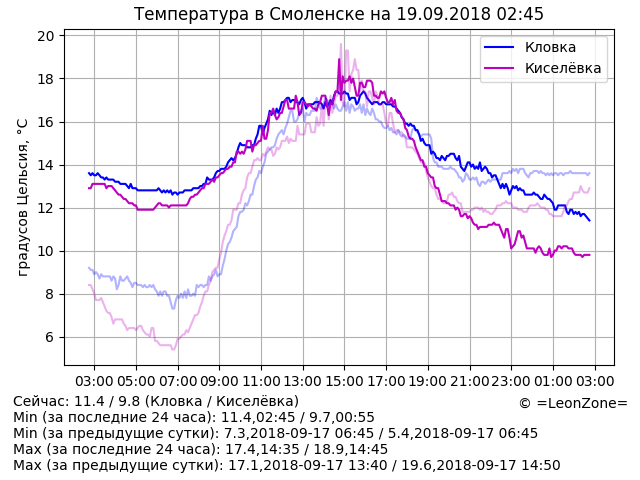 Температура в Смоленске на 19.09.2018 02:45
градусов Цельсия, °C
20
18
16
14
12
10
8
6
Кловка
Киселёвка
03:00 05:00 07:00 09:00 11:00 13:00 15:00 17:00 19:00 21:00 23:00 01:00 03:00
Сейчас: 11.4 / 9.8 (Кловка / Киселёвка)
© =LeonZone=
Min (за последние 24 часа): 11.4,02:45 / 9.7,00:55
Min (за предыдущие сутки): 7.3,2018-09-17 06:45 / 5.4,2018-09-17 06:45
Max (за последние 24 часа): 17.4,14:35 / 18.9,14:45
Max (за предыдущие сутки): 17.1,2018-09-17 13:40 / 19.6,2018-09-17 14:50